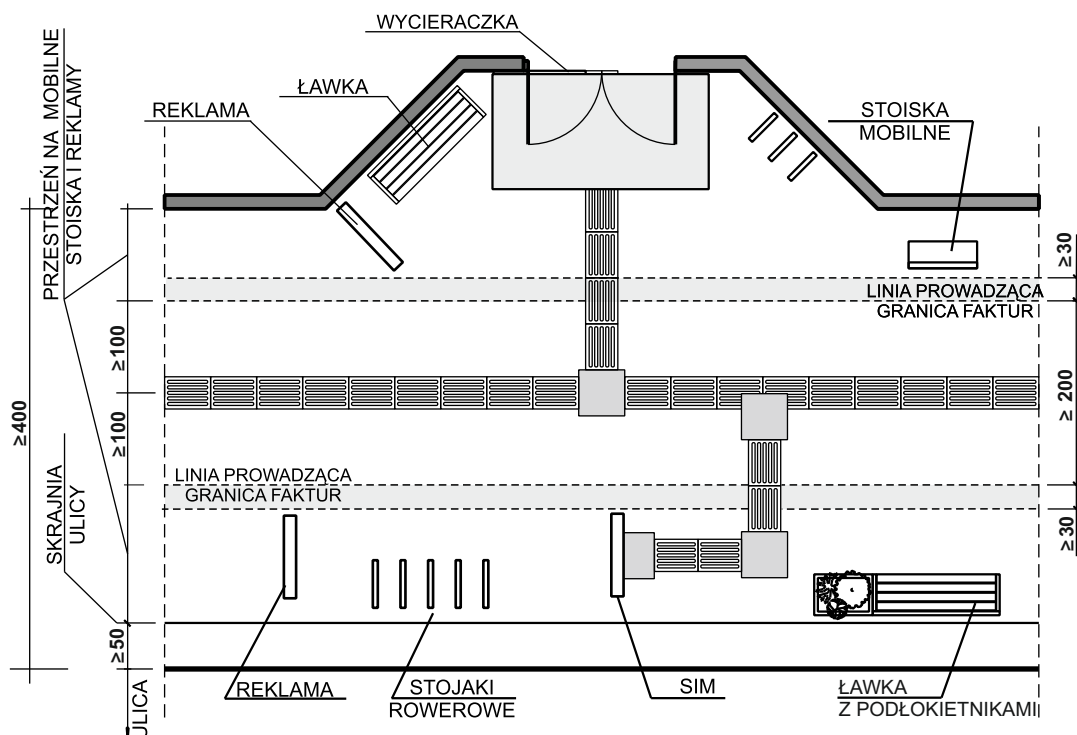 WYCIERACZKA
ŁAWKA
REKLAMA
STOISKA
MOBILNE
PRZESTRZEŃ NA MOBILNE
STOISKA I REKLAMY
≥30
LINIA PROWADZĄCA
GRANICA FAKTUR
≥100
≥200
≥400
≥100
LINIA PROWADZĄCA
GRANICA FAKTUR
SKRAJNIA
ULICY
≥30
≥50
REKLAMA
STOJAKI
ROWEROWE
SIM
ŁAWKA
Z PODŁOKIETNIKAMI
ULICA